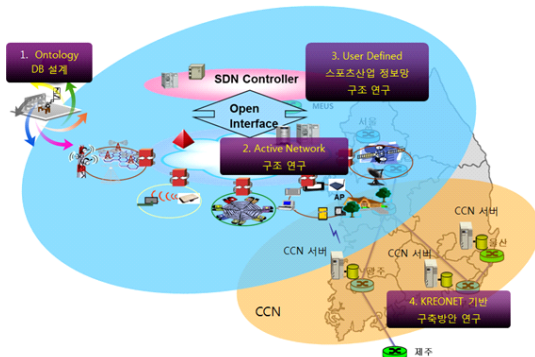 1. Ontology
DB 설계
SDN Controller
Open
Interface
3. User Defined
스포츠산업 정보망
구조 연구
MEUS
서울
2. Active Network
구조 연구
AP
CCN 서버
울산
CCN 서버
광주
CCN 서버
CCN
4. KREONET 기반
구축방안 연구
제주